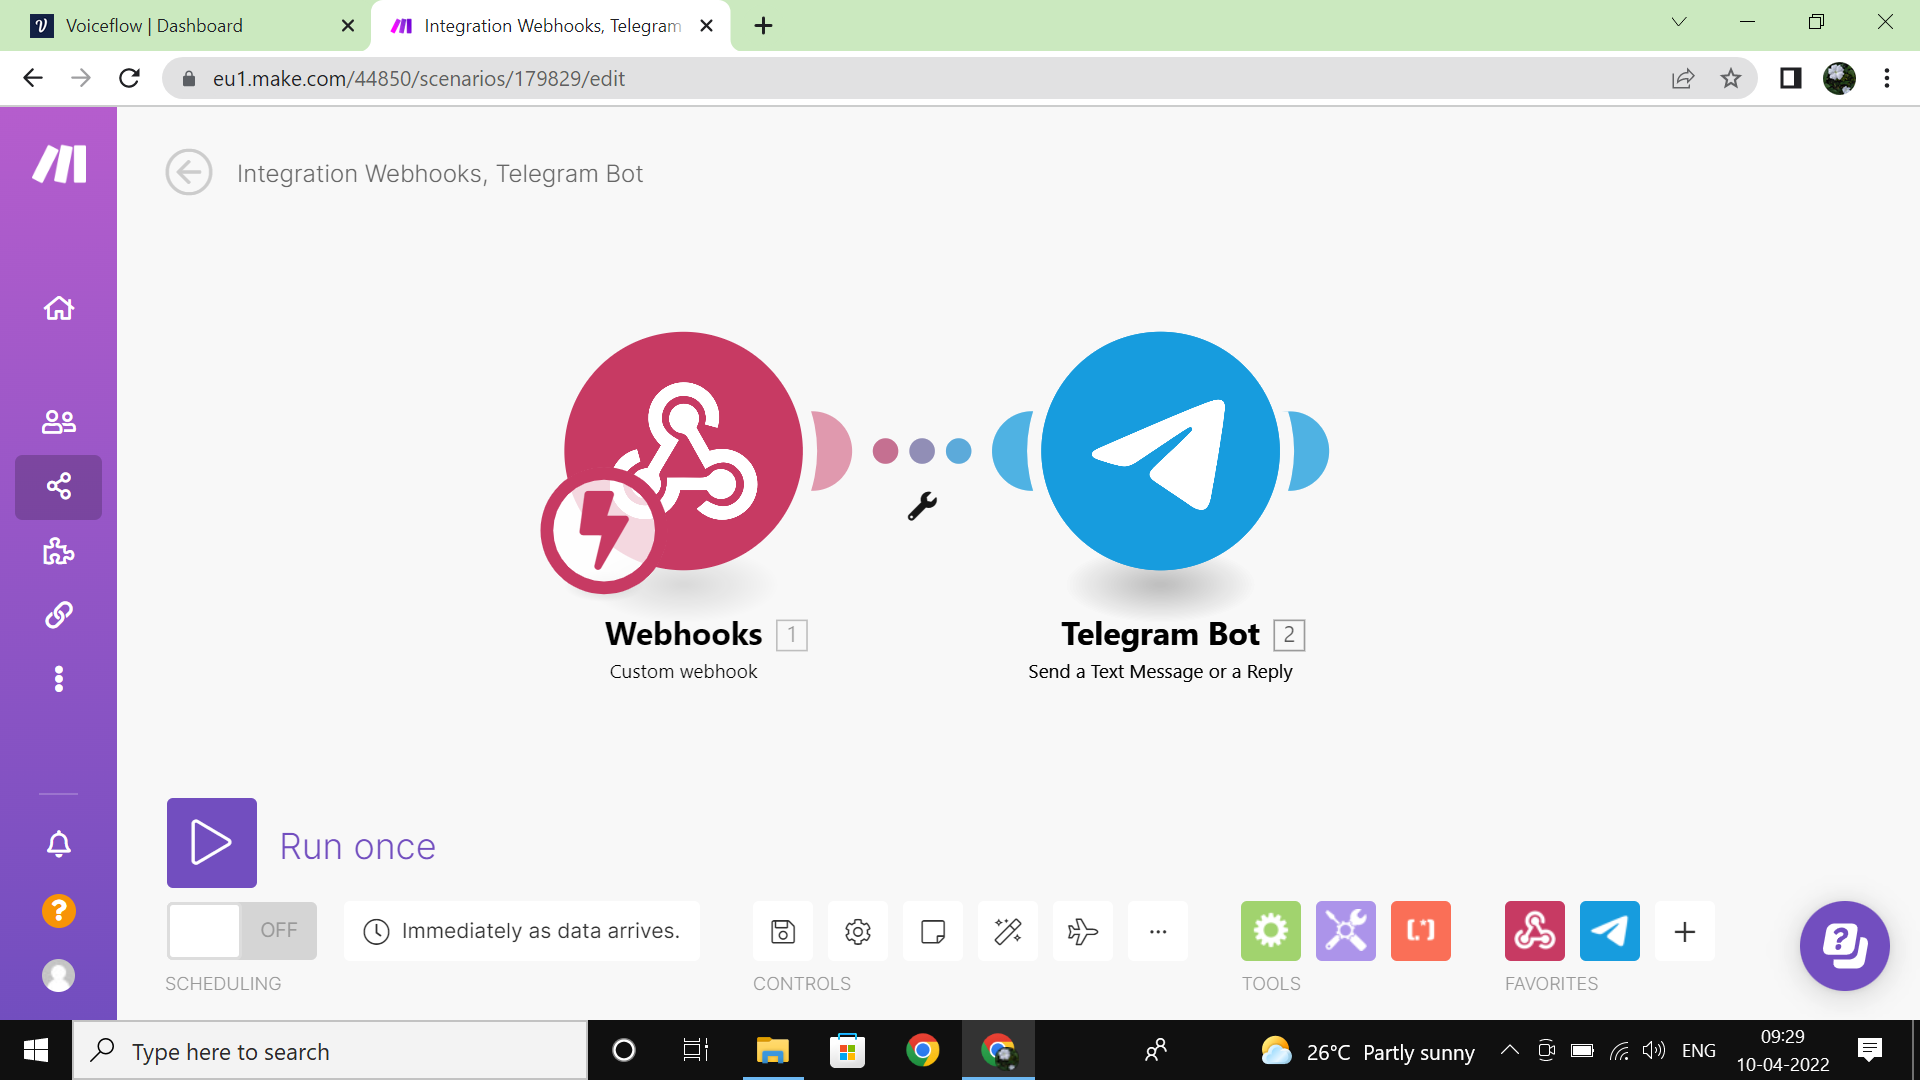 Voiceflow | Dashboard
Integration Webhooks, Telegram
eu1.make.com/44850/scenarios/179829/edit
Integration Webhooks, Telegram Bot
Webhooks 1
Custom webhook
Telegram Bot 2
Send a Text Message or a Reply
Run once
OFF
Immediately as data arrives.
SCHEDULING
CONTROLS
TOOLS
FAVORITES
Type here to search
26°C Partly sunny
ENG
09:29
10-04-2022